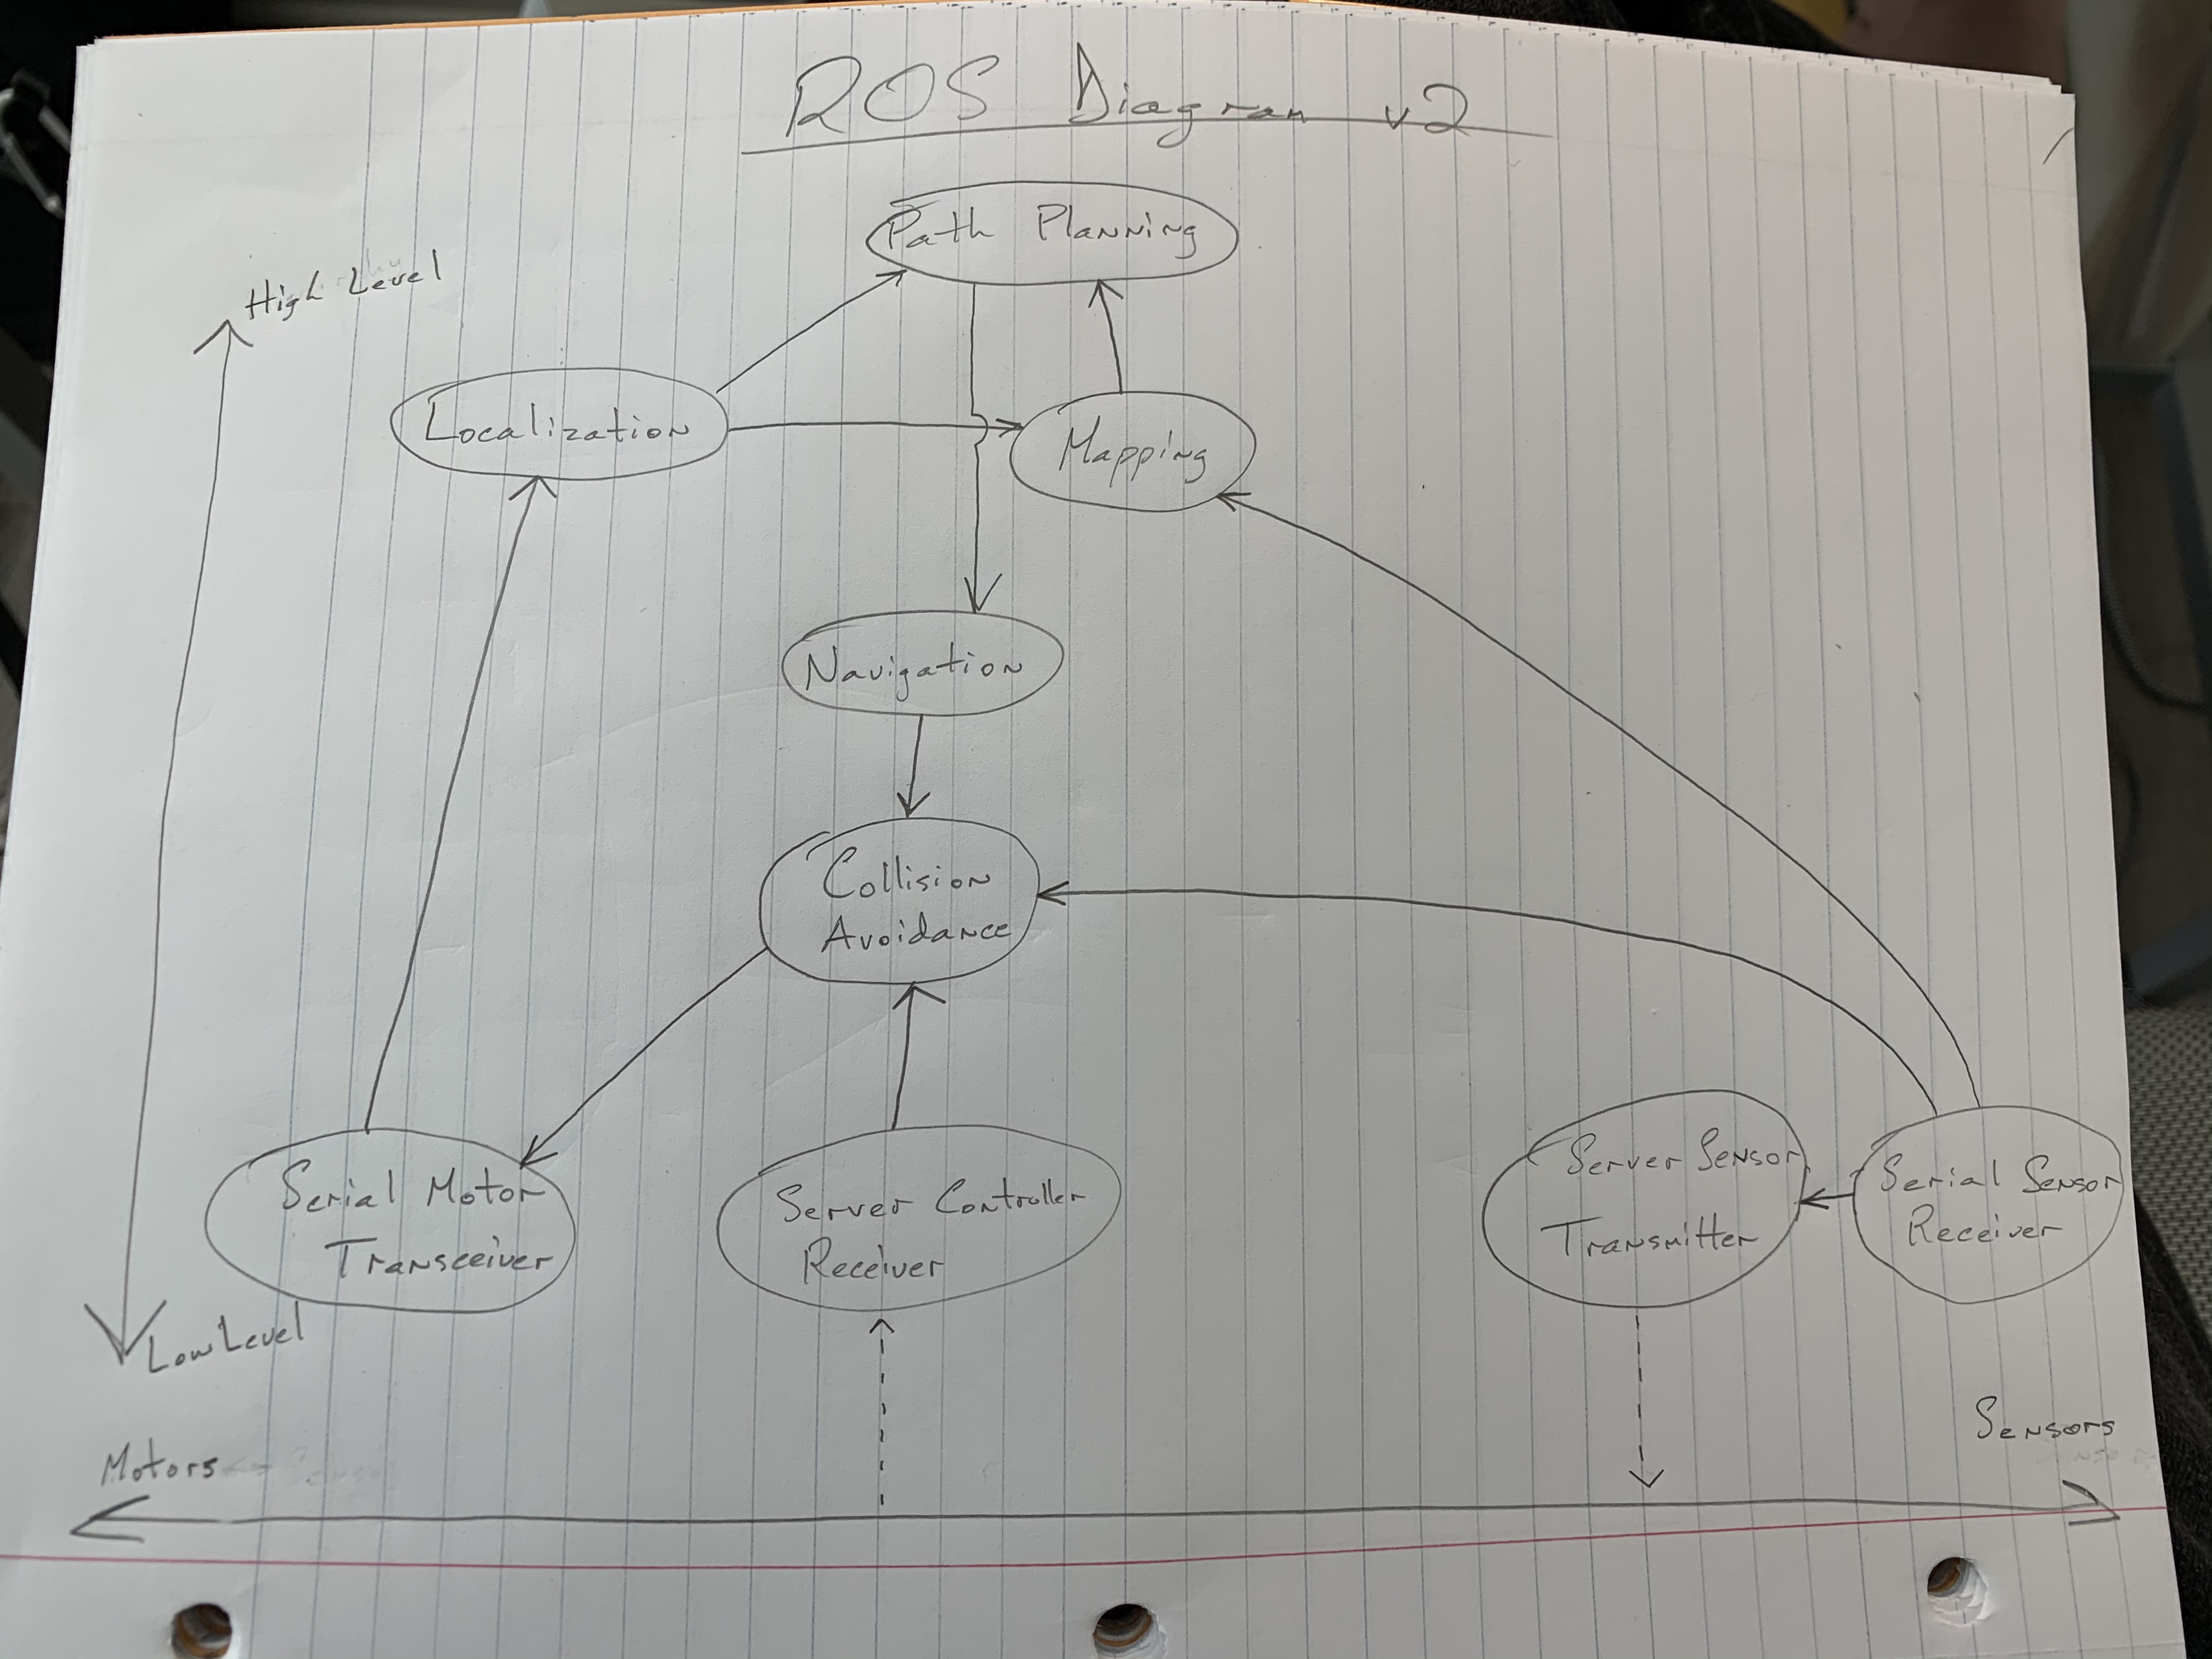 ROS Diagram v2
High-Level
Path Planning
Localization
Mapping
Navigation
Collision
Avoidance
Serial Motor
Transceiver
Server Controller
Receiver
Server Sensor
Transmitter
Serial Sensor
Receiver
Low Level
Motors
Sensors